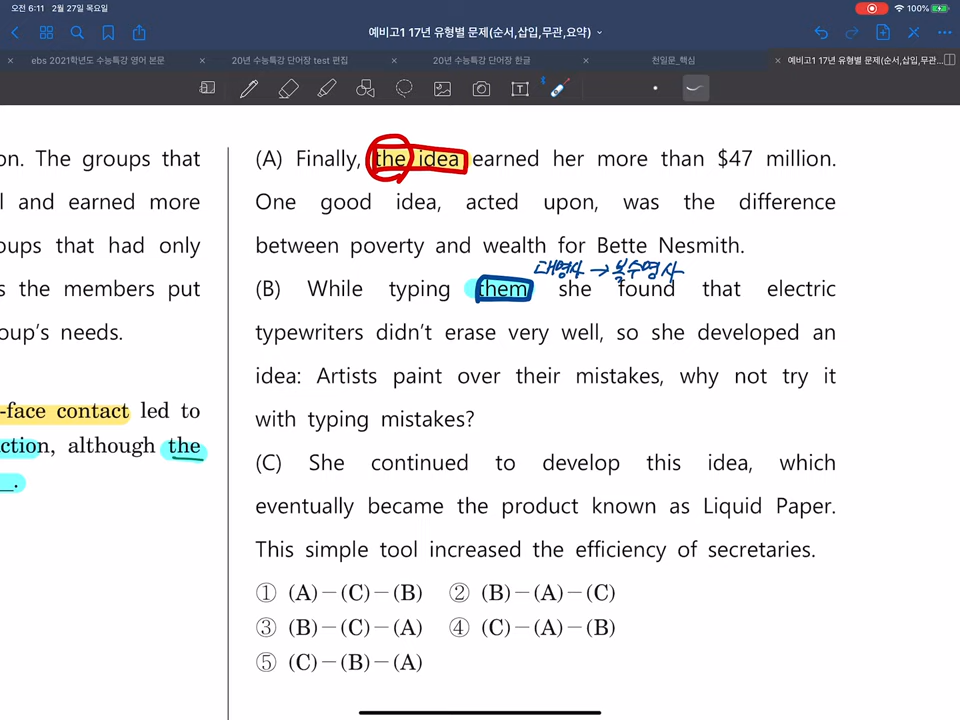 오전 6:11 2월 27일 목요일
100%
예비고1 17년 유형별 문제(순서,삽입,무관,요약)
ebs 2021학년도 수능특강 영어 본문
20년 수능특강 단어장 test 편집
20년 수능특강 단어장 한글
천일문_핵심
예비고1 17년 유형별 문제(순서,삽입,무관,...
on. The groups that
l and earned more
oups that had only
s the members put
oup's needs.
-face contact led to
ction, although the
__.
(A) Finally, the idea earned her more than $47 million.
One good idea, acted upon, was the difference
between poverty and wealth for Bette Nesmith.
대명사 → 복수명사
(B) While typing them she found that electric
typewriters didn't erase very well, so she developed an
idea: Artists paint over their mistakes, why not try it
with typing mistakes?
(C) She continued to develop this idea, which
eventually became the product known as Liquid Paper.
This simple tool increased the efficiency of secretaries.
① (A)－(C)－(B) ② (B)－(A)－(C)
③ (B)－(C)－(A) ④ (C)－(A)－(B)
⑤ (C)－(B)－(A)